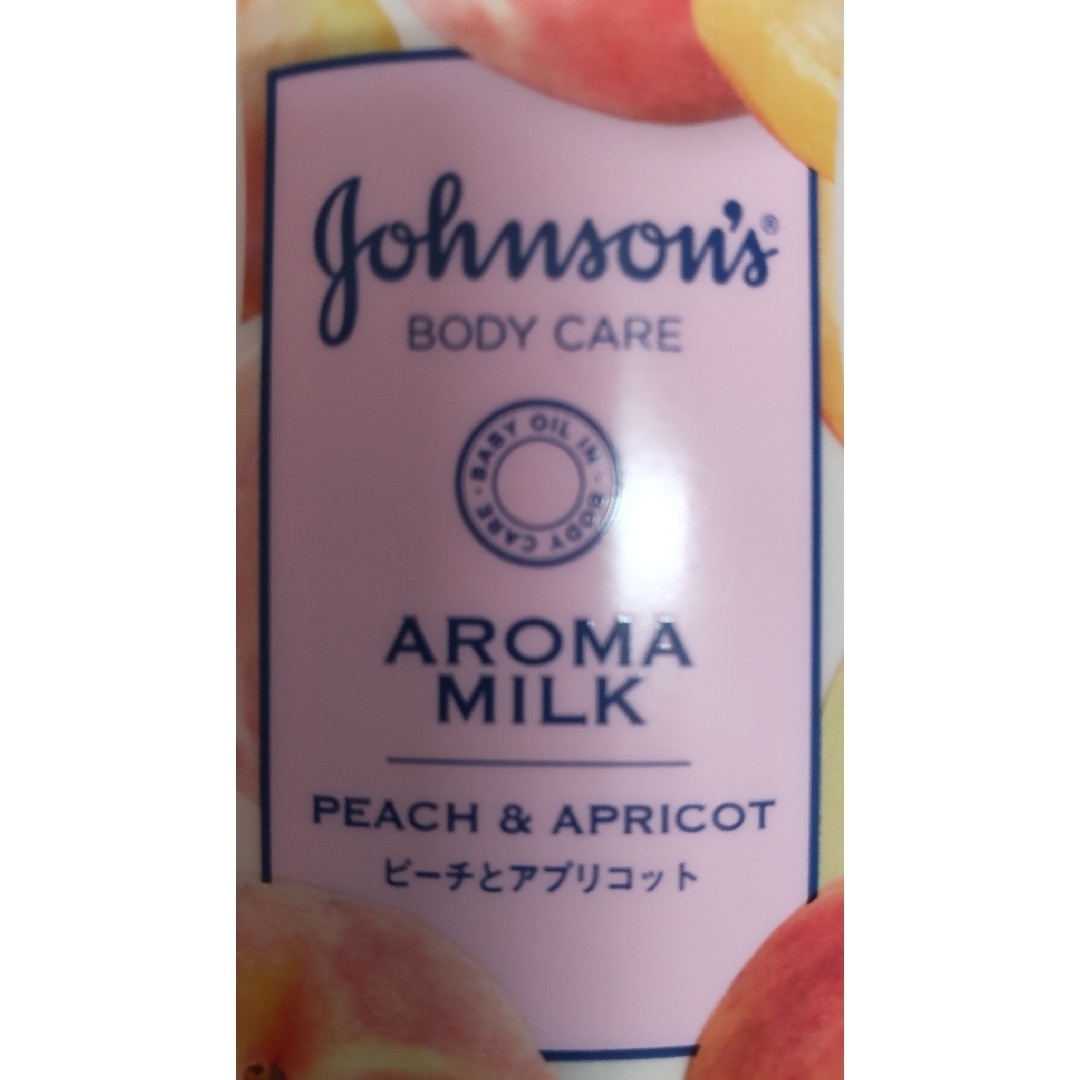 Johnson's®
BODY CARE
BABY OIL IN · BODY CARE ·
AROMA
MILK
PEACH & APRICOT
ピーチとアプリコット